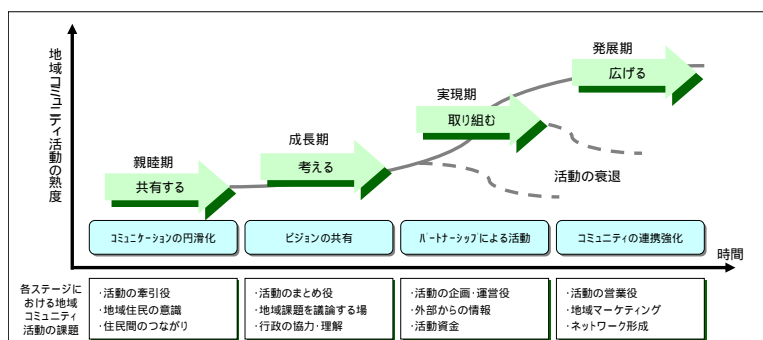 地域コミュニティ活動の熟度
発展期
広げる
実現期
取り組む
成長期
考える
親睦期
共有する
活動の衰退
コミュニケーションの円滑化
ビジョンの共有
パートナーシップによる活動
コミュニティの連携強化
時間
各ステージに
おける地域
コミュニティ
活動の課題
・活動の牽引役
・地域住民の意識
・住民間のつながり
・活動のまとめ役
・地域課題を議論する場
・行政の協力・理解
・活動の企画・運営役
・外部からの情報
・活動資金
・活動の営業役
・地域マーケティング
・ネットワーク形成